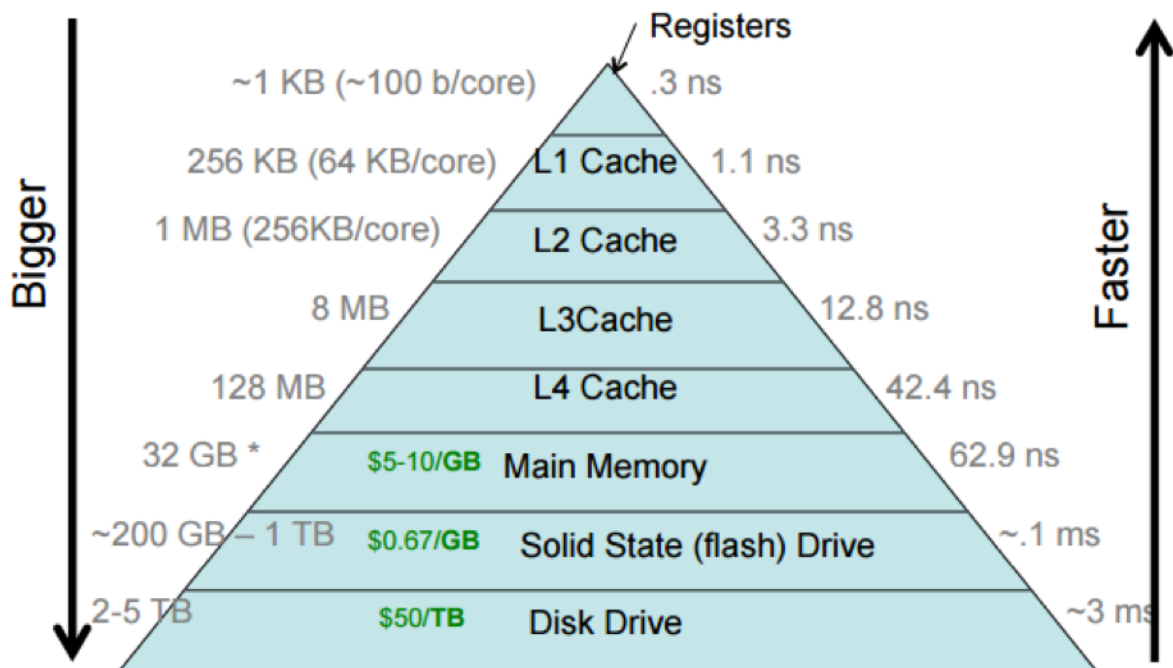 Registers
~1 KB (~100 b/core) .3 ns
256 KB (64 KB/core) L1 Cache 1.1 ns
1 MB (256KB/core) L2 Cache 3.3 ns
8 MB L3Cache 12.8 ns
128 MB L4 Cache 42.4 ns
32 GB * $5-10/GB Main Memory 62.9 ns
~200 GB – 1 TB $0.67/GB Solid State (flash) Drive ~.1 ms
2-5 TB $50/TB Disk Drive ~3 ms
Bigger
Faster